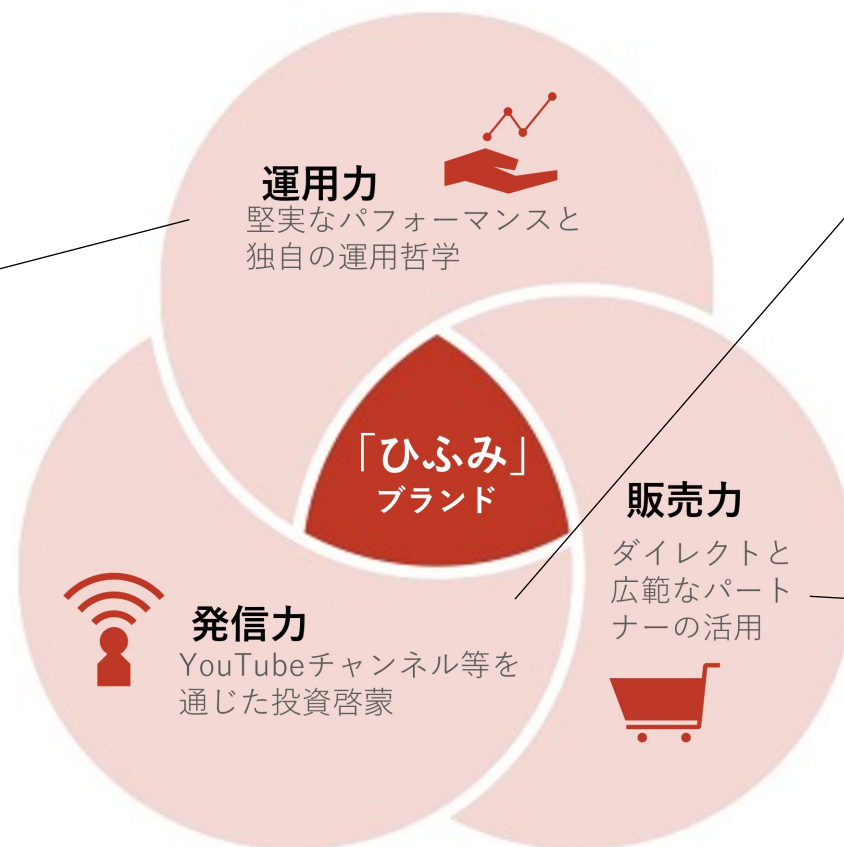 運用力
堅実なパフォーマンスと
独自の運用哲学
「ひふみ」
ブランド
販売力
ダイレクトと
広範なパート
ナーの活用
発信力
YouTubeチャンネル等を
通じた投資啓蒙